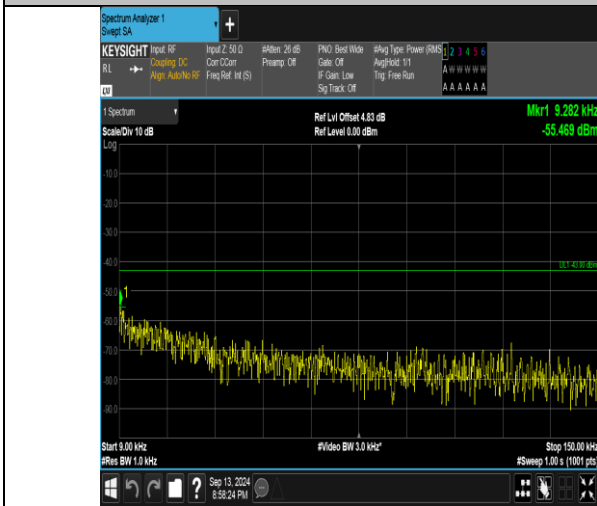 Spectrum Analyzer 1
Swept SA
+
KEYSIGHT Input: RF Input Z: 50 Ω #Atten: 26 dB PNO: Best Wide #Avg Type: Power (RMS 1 2 3 4 5 6
RL Coupling: DC Corr CCorr Preamp: Off Gate: Off Avg|Hold: 1/1 A W W W W W
Align: Auto/No RF Freq Ref: Int (S) IF Gain: Low Trig: Free Run
Sig Track: Off A A A A A A
1 Spectrum Ref Lvl Offset 4.83 dB Mkr1 9.282 kHz
Scale/Div 10 dB Ref Level 0.00 dBm -55.469 dBm
Log
-10.0
-20.0
-30.0
-40.0
DL1 -43.00 dBm
-50.0
1
-60.0
-70.0
-80.0
-90.0
Start 9.00 kHz #Video BW 3.0 kHz* Stop 150.00 kHz
#Res BW 1.0 kHz #Sweep 1.00 s (1001 pts)
? Sep 13, 2024
8:58:24 PM